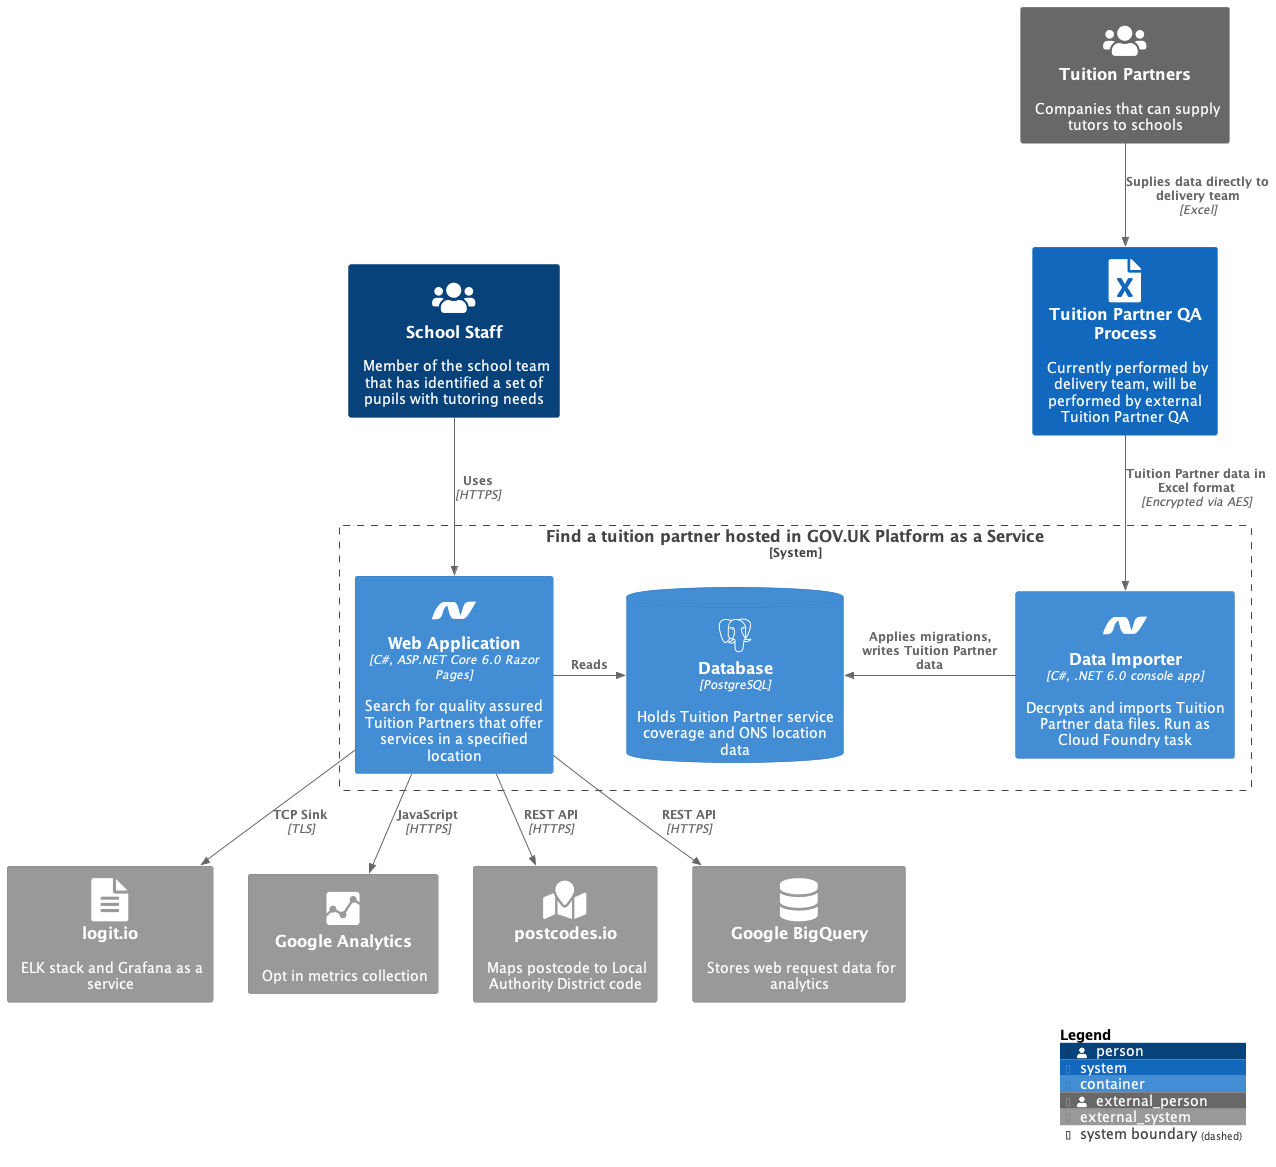 Tuition Partners
Companies that can supply
tutors to schools
Suplies data directly to
delivery team
[Excel]
Tuition Partner QA
Process
Currently performed by
delivery team, will be
performed by external
Tuition Partner QA
School Staff
Member of the school team
that has identified a set of
pupils with tutoring needs
Uses
[HTTPS]
Tuition Partner data in
Excel format
[Encrypted via AES]
Find a tuition partner hosted in GOV.UK Platform as a Service
[System]
Web Application
[C#, ASP.NET Core 6.0 Razor
Pages]
Search for quality assured
Tuition Partners that offer
services in a specified
location
Reads
Database
[PostgreSQL]
Holds Tuition Partner service
coverage and ONS location
data
Applies migrations,
writes Tuition Partner
data
Data Importer
[C#, .NET 6.0 console app]
Decrypts and imports Tuition
Partner data files. Run as
Cloud Foundry task
TCP Sink
[TLS]
JavaScript
[HTTPS]
REST API
[HTTPS]
REST API
[HTTPS]
logit.io
ELK stack and Grafana as a
service
Google Analytics
Opt in metrics collection
postcodes.io
Maps postcode to Local
Authority District code
Google BigQuery
Stores web request data for
analytics
Legend
person
system
container
external_person
external_system
system boundary (dashed)